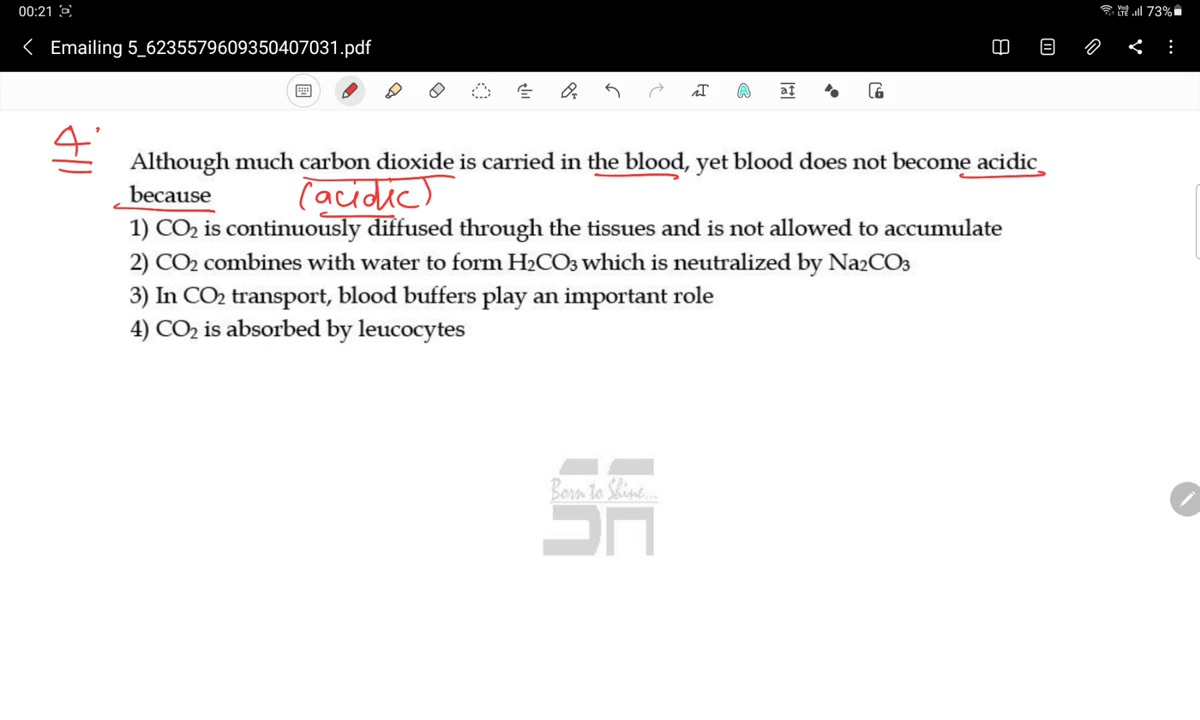 00:21 73%
Emailing 5_6235579609350407031.pdf
4.
Although much carbon dioxide is carried in the blood, yet blood does not become acidic
because (acidic)
1) CO₂ is continuously diffused through the tissues and is not allowed to accumulate
2) CO₂ combines with water to form H₂CO₃ which is neutralized by Na₂CO₃
3) In CO₂ transport, blood buffers play an important role
4) CO₂ is absorbed by leucocytes
Born to Shine...